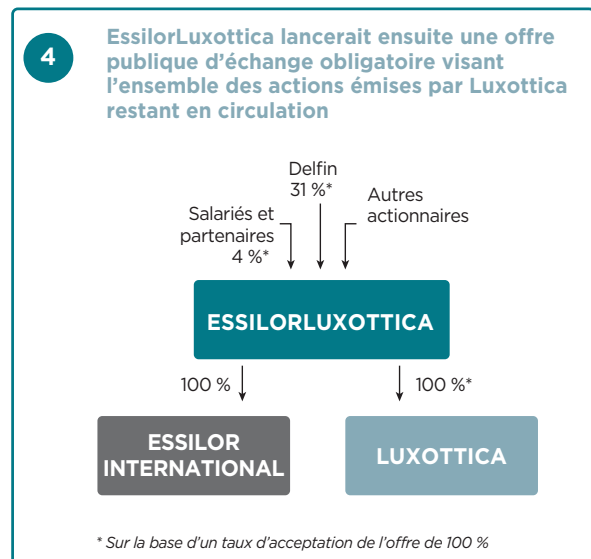 4
EssilorLuxottica lancerait ensuite une offre
publique d’échange obligatoire visant
l’ensemble des actions émises par Luxottica
restant en circulation
Delfin
31 %*
Salariés et
partenaires
4 %*
Autres
actionnaires
ESSILORLUXOTTICA
100 %
100 %*
ESSILOR
INTERNATIONAL
LUXOTTICA
* Sur la base d’un taux d’acceptation de l’offre de 100 %